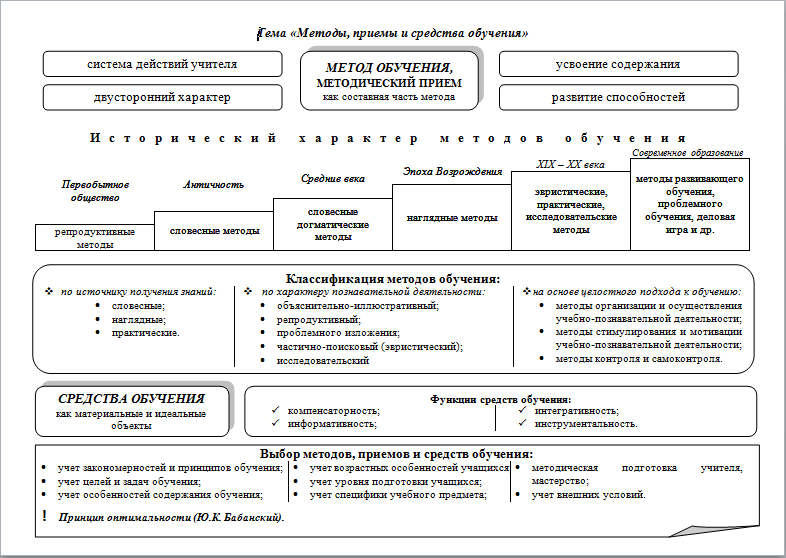 Тема «Методы, приемы и средства обучения»
система действий учителя
двусторонний характер
МЕТОД ОБУЧЕНИЯ,
МЕТОДИЧЕСКИЙ ПРИЕМ
как составная часть метода
усвоение содержания
развитие способностей
Исторический характер методов обучения
Первобытное
общество
репродуктивные
методы
Античность
словесные методы
Средние века
словесные
догматические
методы
Эпоха Возрождения
наглядные методы
XIX – XX века
эвристические,
практические,
исследовательские
методы
Современное образование
методы развивающего
обучения,
проблемного
обучения, деловая
игра и др.
Классификация методов обучения:
❖ по источнику получения знаний:
• словесные;
• наглядные;
• практические.
❖ по характеру познавательной деятельности:
• объяснительно-иллюстративный;
• репродуктивный;
• проблемного изложения;
• частично-поисковый (эвристический);
• исследовательский
❖ на основе целостного подхода к обучению:
• методы организации и осуществления
учебно-познавательной деятельности;
• методы стимулирования и мотивации
учебно-познавательной деятельности;
• методы контроля и самоконтроля.
СРЕДСТВА ОБУЧЕНИЯ
как материальные и идеальные
объекты
Функции средств обучения:
✓ компенсаторность;
✓ информативность;
✓ интегративность;
✓ инструментальность.
Выбор методов, приемов и средств обучения:
• учет закономерностей и принципов обучения;
• учет целей и задач обучения;
• учет особенностей содержания обучения;
• учет возрастных особенностей учащихся
• учет уровня подготовки учащихся;
• учет специфики учебного предмета;
• методическая подготовка учителя,
мастерство;
• учет внешних условий.
! Принцип оптимальности (Ю.К. Бабанский).